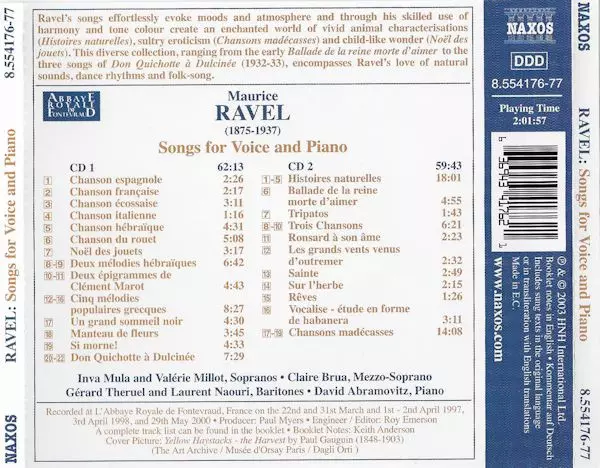 Ravel's songs effortlessly evoke moods and atmosphere and through his skilled use of
harmony and tone colour create an enchanted world of vivid animal characterisations
(Histoires naturelles), sultry eroticism (Chansons madécasses) and child-like wonder (Noël des
jouets). This diverse collection, ranging from the early Ballade de la reine morte d'aimer to the
three songs of Don Quichotte à Dulcinée (1932-33), encompasses Ravel's love of natural
sounds, dance rhythms and folk-song.
ABBAYE
ROYALE
DE
FONTEVRAUD
Maurice
RAVEL
(1875-1937)
Songs for Voice and Piano
CD 1 62:13
1 Chanson espagnole 2:26
2 Chanson française 2:17
3 Chanson écossaise 3:11
4 Chanson italienne 1:16
5 Chanson hébraïque 4:31
6 Chanson du rouet 5:08
7 Noël des jouets 3:17
8-9 Deux mélodies hébraïques 6:42
10-11 Deux épigrammes de
Clément Marot 4:43
12-16 Cinq mélodies
populaires grecques 8:27
17 Un grand sommeil noir 4:30
18 Manteau de fleurs 3:45
19 Si morne! 4:33
20-22 Don Quichotte à Dulcinée 7:29
CD 2 59:43
1-5 Histoires naturelles 18:01
6 Ballade de la reine
morte d'aimer 4:55
7 Tripatos 1:43
8-10 Trois Chansons 6:21
11 Ronsard à son âme 2:23
12 Les grands vents venus
d'outremer 2:32
13 Sainte 2:49
14 Sur l'herbe 2:15
15 Rêves 1:26
16 Vocalise - étude en forme
de habanera 3:11
17-19 Chansons madécasses 14:08
Inva Mula and Valérie Millot, Sopranos • Claire Brua, Mezzo-Soprano
Gérard Theruel and Laurent Naouri, Baritones • David Abramovitz, Piano
Recorded at L'Abbaye Royale de Fontevraud, France on the 22nd and 31st March and 1st - 2nd April 1997,
3rd April 1998, and 29th May 2000 • Producer: Paul Myers • Engineer / Editor: Roy Emerson
A complete track list can be found in the booklet • Booklet Notes: Keith Anderson
Cover Picture: Yellow Haystacks - the Harvest by Paul Gauguin (1848-1903)
(The Art Archive / Musée d'Orsay Paris / Dagli Orti)
NAXOS
DDD
8.554176-77
Playing Time
2:01:57
www.naxos.com
℗ & © 2003 HNH International Ltd.
Booklet notes in English • Kommentar auf Deutsch
Includes sung texts in the original language
or in transliteration with English translations
Made in E.C.
NAXOS
RAVEL: Songs for Voice and Piano
8.554176-77
NAXOS
RAVEL: Songs for Voice and Piano
8.554176-77